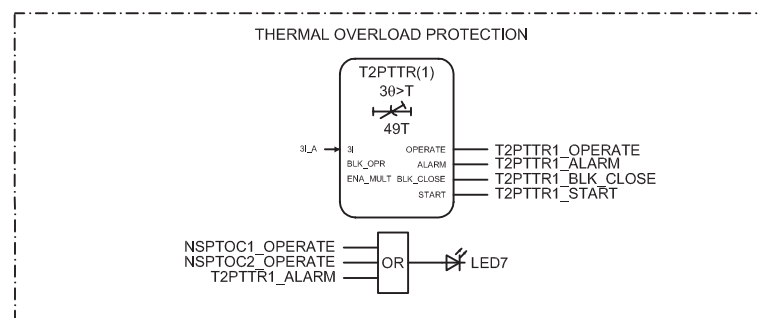 THERMAL OVERLOAD PROTECTION
T2PTTR(1)
3θ>T
49T
3I_A 3I OPERATE T2PTTR1_OPERATE
BLK_OPR ALARM T2PTTR1_ALARM
ENA_MULT BLK_CLOSE T2PTTR1_BLK_CLOSE
START T2PTTR1_START
NSPTOC1_OPERATE
NSPTOC2_OPERATE OR LED7
T2PTTR1_ALARM